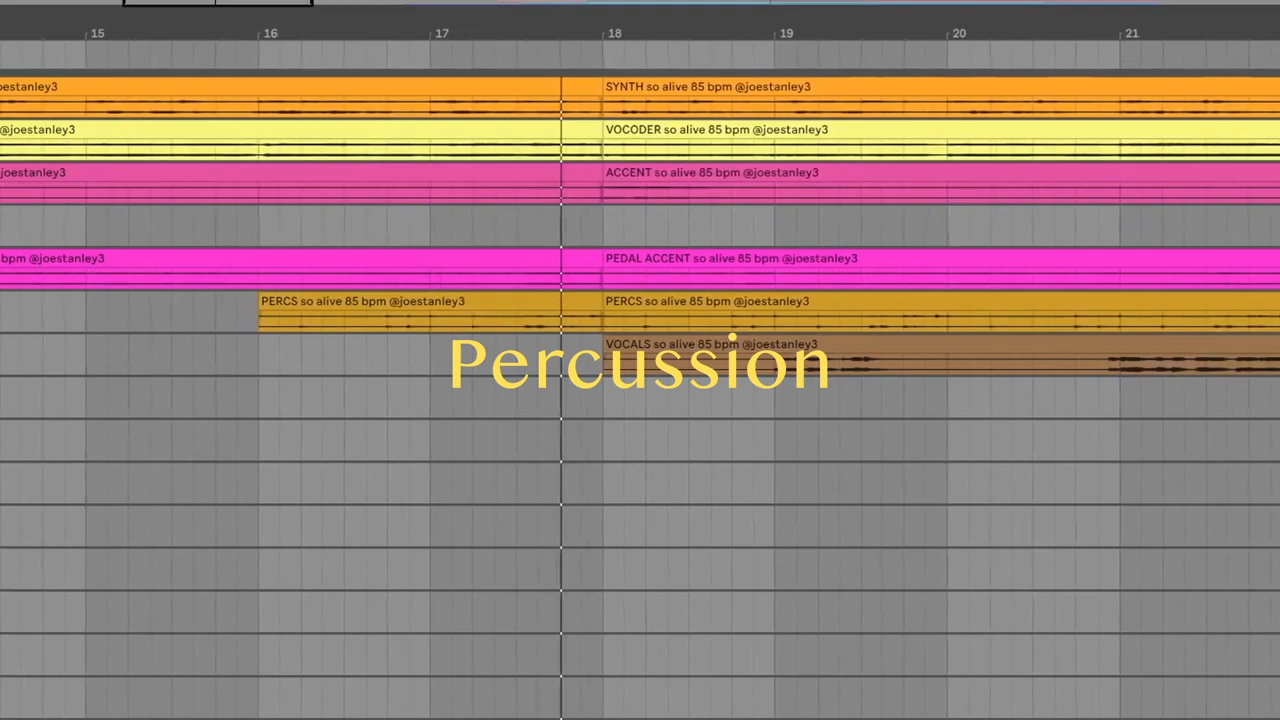 15 16 17 18 19 20 21
oestanley3 SYNTH so alive 85 bpm @joestanley3
@joestanley3 VOCODER so alive 85 bpm @joestanley3
joestanley3 ACCENT so alive 85 bpm @joestanley3
bpm @joestanley3 PEDAL ACCENT so alive 85 bpm @joestanley3
PERCS so alive 85 bpm @joestanley3 PERCS so alive 85 bpm @joestanley3
VOCALS so alive 85 bpm @joestanley3
Percussion